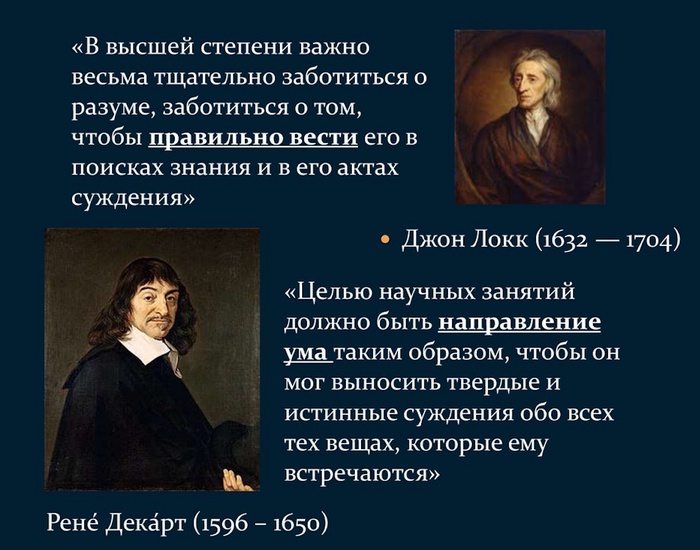 «В высшей степени важно
весьма тщательно заботиться о
разуме, заботиться о том,
чтобы правильно вести его в
поисках знания и в его актах
суждения»
• Джон Локк (1632 — 1704)
«Целью научных занятий
должно быть направление
ума таким образом, чтобы он
мог выносить твердые и
истинные суждения обо всех
тех вещах, которые ему
встречаются»
Рене́ Дека́рт (1596 – 1650)